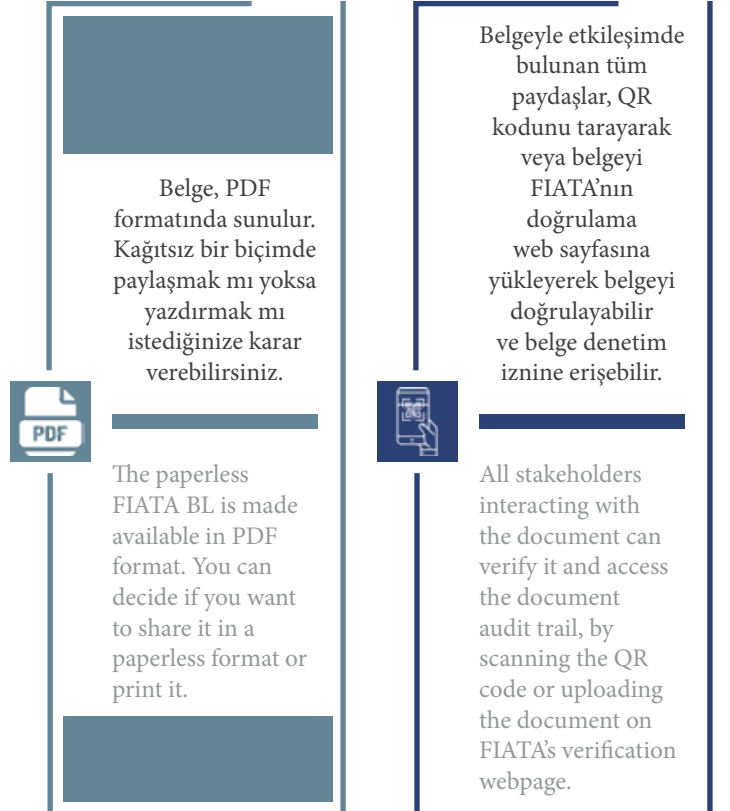 Belge, PDF
formatında sunulur.
Kağıtsız bir biçimde
paylaşmak mı yoksa
yazdırmak mı
istediğinize karar
verebilirsiniz.
PDF
The paperless
FIATA BL is made
available in PDF
format. You can
decide if you want
to share it in a
paperless format or
print it.
Belgeyle etkileşimde
bulunan tüm
paydaşlar, QR
kodunu tarayarak
veya belgeyi
FIATA’nın
doğrulama
web sayfasına
yükleyerek belgeyi
doğrulayabilir
ve belge denetim
iznine erişebilir.
All stakeholders
interacting with
the document can
verify it and access
the document
audit trail, by
scanning the QR
code or uploading
the document on
FIATA’s verification
webpage.